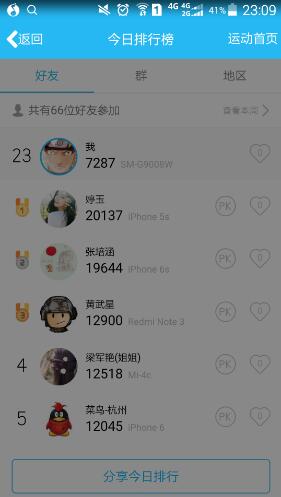 4G 4G 2G 1 41% 23:09
返回 今日排行榜 运动首页
好友 群 地区
共有66位好友参加 查看本周
23 我 0
7287 SM-G9008W
1 婷玉 PK 0
20137 iPhone 5s
2 张培涵 PK 0
19644 iPhone 6s
3 黄武星 PK 0
12900 Redmi Note 3
4 梁军艳(姐姐) PK 0
12518 Mi-4c
5 菜鸟-杭州 PK 0
12045 iPhone 6
分享今日排行